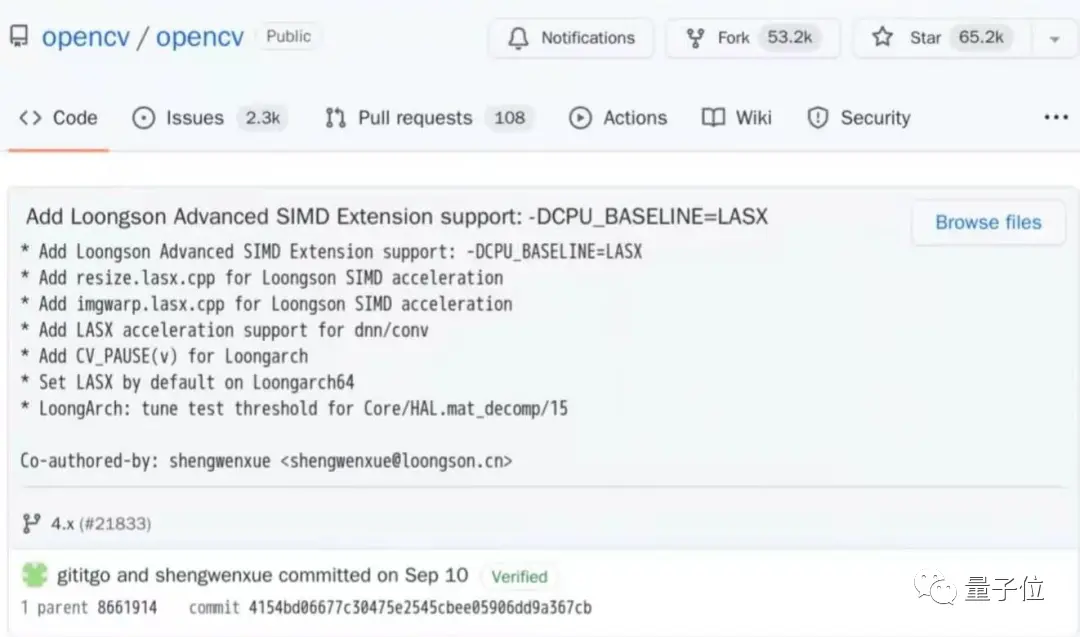 opencv / opencv Public Notifications Fork 53.2k Star 65.2k
Code Issues 2.3k Pull requests 108 Actions Wiki Security
Add Loongson Advanced SIMD Extension support: -DCPU_BASELINE=LASX
Browse files
* Add Loongson Advanced SIMD Extension support: -DCPU_BASELINE=LASX
* Add resize.lasx.cpp for Loongson SIMD acceleration
* Add imgwarp.lasx.cpp for Loongson SIMD acceleration
* Add LASX acceleration support for dnn/conv
* Add CV_PAUSE(v) for Loongarch
* Set LASX by default on Loongarch64
* LoongArch: tune test threshold for Core/HAL.mat_decomp/15
Co-authored-by: shengwenxue <shengwenxue@loongson.cn>
4.x (#21833)
gititgo and shengwenxue committed on Sep 10 Verified
1 parent 8661914 commit 4154bd06677c30475e2545cbee05906dd9a367cb
量子位